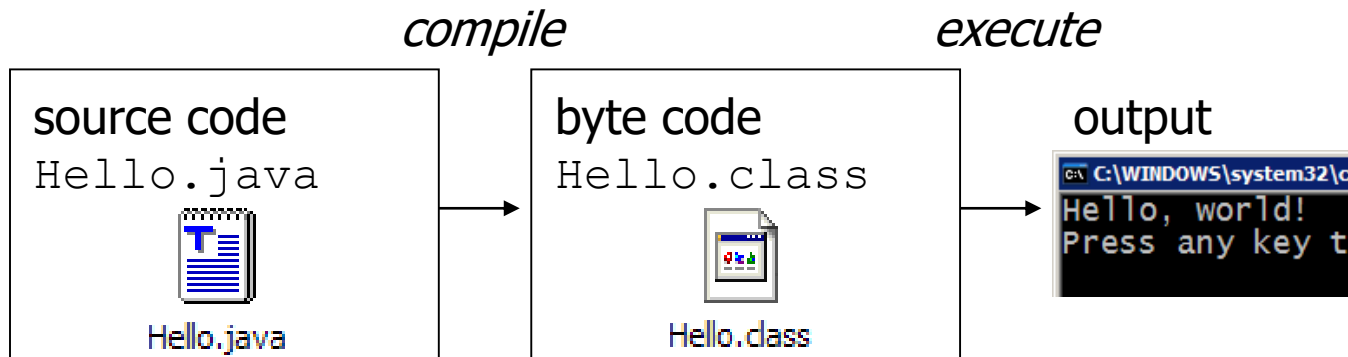 compile
execute
source code
Hello.java
Hello.java
byte code
Hello.class
Hello.class
output
C:\WINDOWS\system32\c
Hello, world!
Press any key t